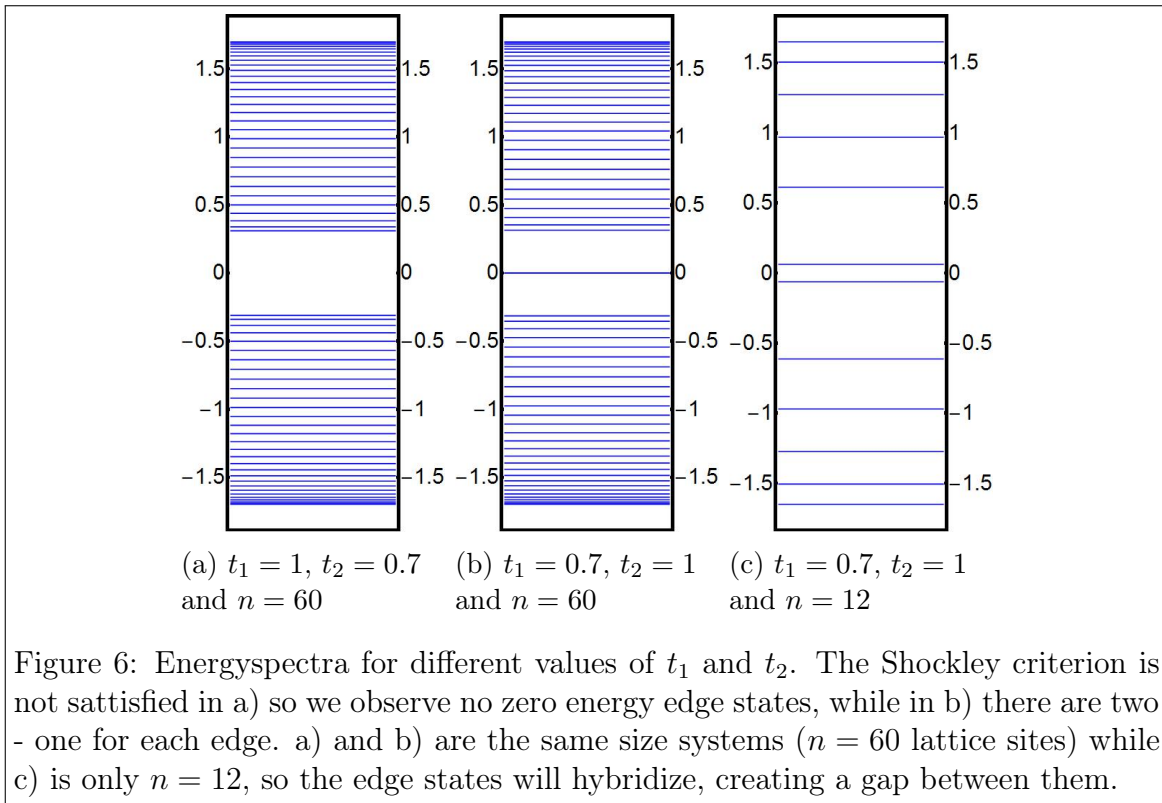 1.5 1.5 1.5 1.5 1.5 1.5
1 1 1 1 1 1
0.5 0.5 0.5 0.5 0.5 0.5
0 0 0 0 0 0
−0.5 −0.5 −0.5 −0.5 −0.5 −0.5
−1 −1 −1 −1 −1 −1
−1.5 −1.5 −1.5 −1.5 −1.5 −1.5
(a) t₁ = 1, t₂ = 0.7
and n = 60
(b) t₁ = 0.7, t₂ = 1
and n = 60
(c) t₁ = 0.7, t₂ = 1
and n = 12
Figure 6: Energyspectra for different values of t₁ and t₂. The Shockley criterion is
not sattisfied in a) so we observe no zero energy edge states, while in b) there are two
- one for each edge. a) and b) are the same size systems (n = 60 lattice sites) while
c) is only n = 12, so the edge states will hybridize, creating a gap between them.